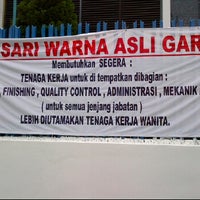 SARI WARNA ASLI GAR
Membutuhkan SEGERA :
TENAGA KERJA untuk di tempatkan dibagian :
, FINISHING , QUALITY CONTROL , ADMINISTRASI , MEKANIK
( untuk semua jenjang jabatan )
LEBIH DIUTAMAKAN TENAGA KERJA WANITA.